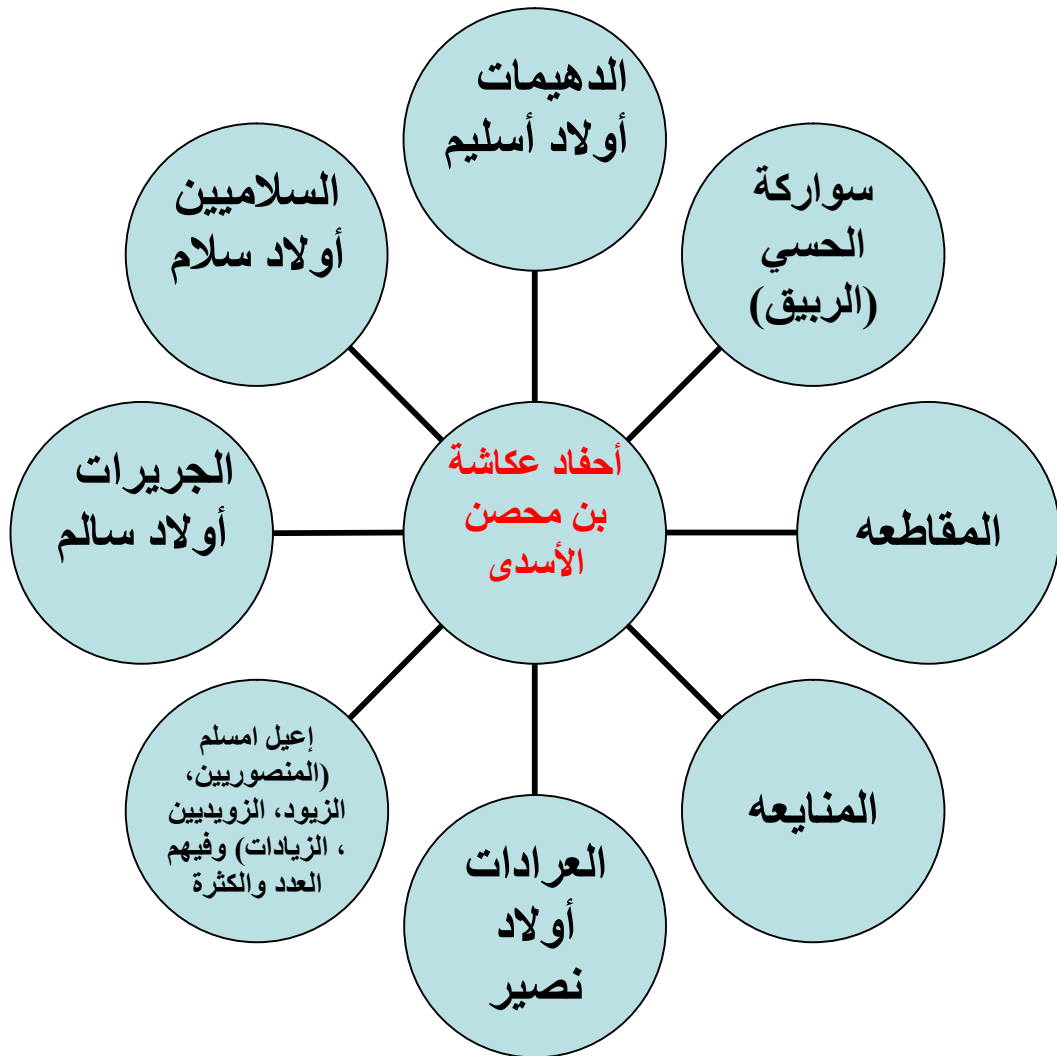 الدهيمات
أولاد أسليم
سواركة
الحسي
(الربيق)
السلاميين
أولاد سلام
أحفاد عكاشة
بن محصن
الأسدى
الجريرات
أولاد سالم
المقاطعه
إعيل امسلم
(المنصوريين،
الزيود، الزويديين
، الزيادات) وفيهم
العدد والكثرة
المنايعه
العرادات
أولاد
نصير